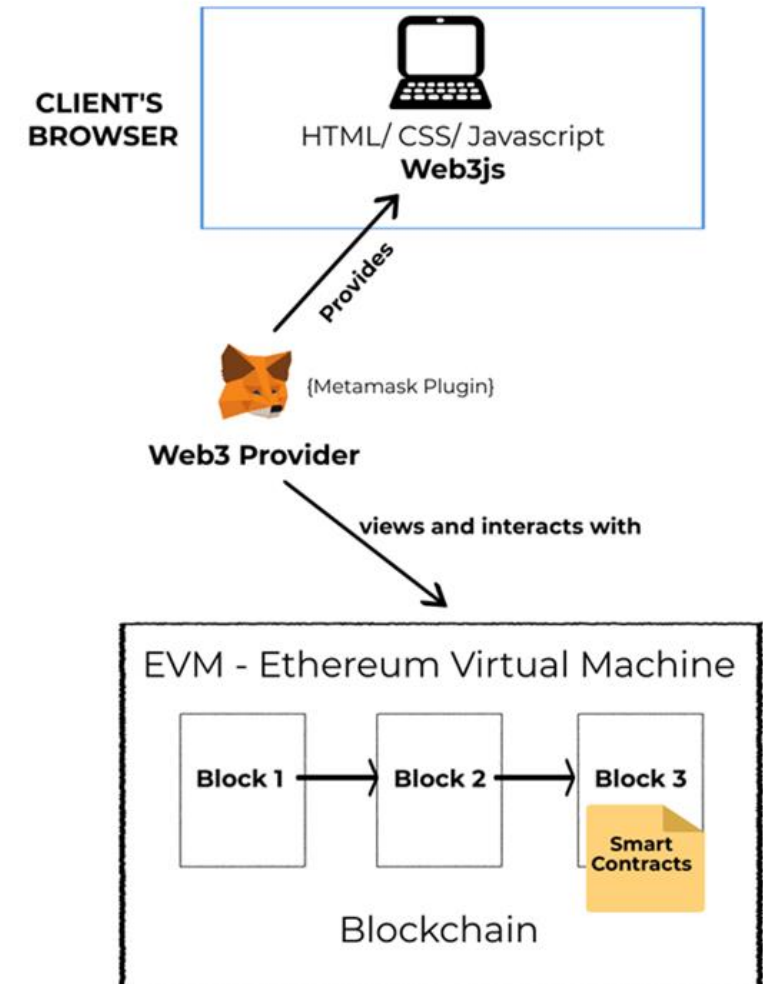 CLIENT'S
BROWSER
HTML/ CSS/ Javascript
Web3js
Provides
{Metamask Plugin}
Web3 Provider
views and interacts with
EVM - Ethereum Virtual Machine
Block 1
Block 2
Block 3
Smart
Contracts
Blockchain